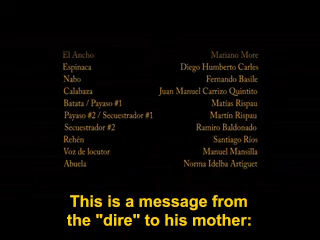 El Ancho Mariano More
Espinaca Diego Humberto Carles
Nabo Fernando Basile
Calabaza Juan Manuel Carrizo Quintito
Batata / Payaso #1 Matías Rispau
Payaso #2 / Secuestrador #1 Martín Rispau
Secuestrador #2 Ramiro Baldonado
Rehén Santiago Ríos
Voz de locutor Manuel Mansilla
Abuela Norma Idelba Artiguet
This is a message from
the "dire" to his mother: